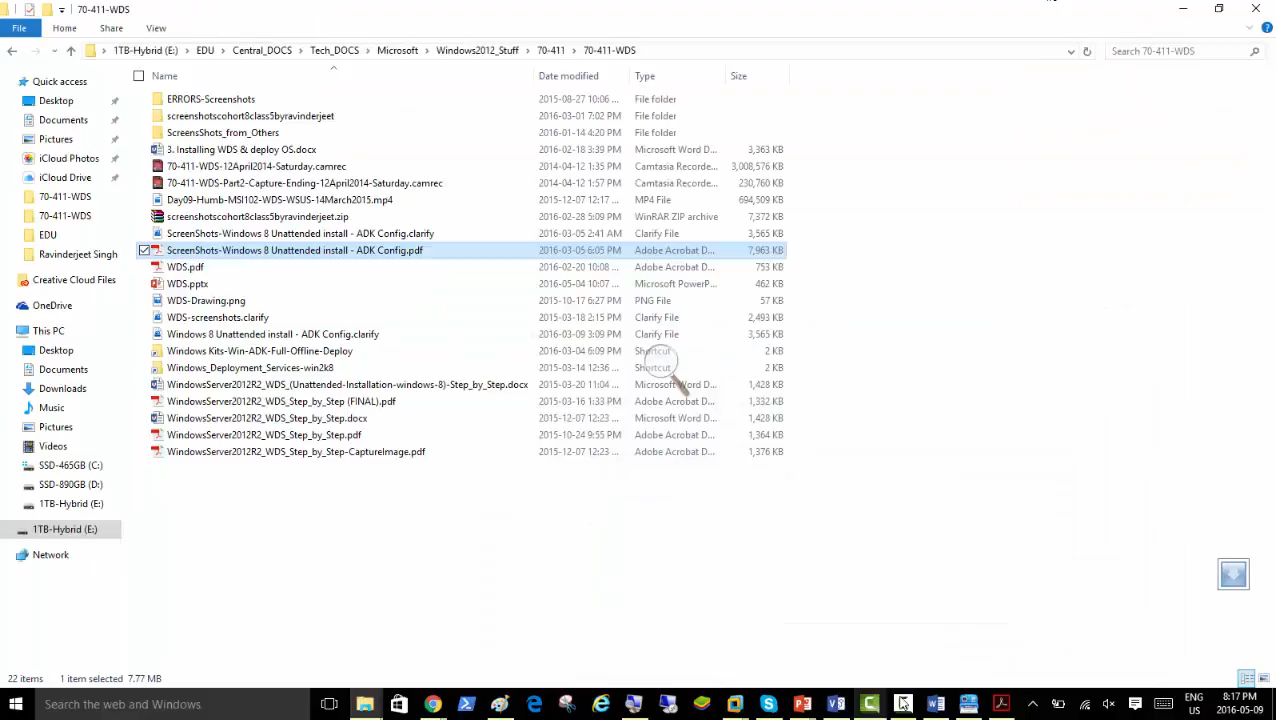 70-411-WDS
File Home Share View
1TB-Hybrid (E:) > EDU > Central_DOCS > Tech_DOCS > Microsoft > Windows2012_Stuff > 70-411 > 70-411-WDS
Search 70-411-WDS
Quick access
Desktop
Documents
Pictures
iCloud Photos
iCloud Drive
70-411-WDS
70-411-WDS
EDU
Ravinderjeet Singh
Creative Cloud Files
OneDrive
This PC
Desktop
Documents
Downloads
Music
Pictures
Videos
SSD-465GB (C:)
SSD-890GB (D:)
1TB-Hybrid (E:)
1TB-Hybrid (E:)
Network
Name Date modified Type Size
ERRORS-Screenshots 2015-08-27 10:06 ... File folder
screenshotscohort8class5byravinderjeet 2016-03-01 7:02 PM File folder
ScreensShots_from_Others 2016-01-14 4:20 PM File folder
3. Installing WDS & deploy OS.docx 2016-02-18 3:39 PM Microsoft Word D... 3,363 KB
70-411-WDS-12April2014-Saturday.camrec 2014-04-12 1:35 PM Camtasia Recorde... 3,008,576 KB
70-411-WDS-Part2-Capture-Ending-12April2014-Saturday.camrec 2014-04-12 1:57 PM Camtasia Recorde... 230,760 KB
Day09-Humb-MSI102-WDS-WSUS-14March2015.mp4 2015-12-07 12:17 ... MP4 File 694,509 KB
screenshotscohort8class5byravinderjeet.zip 2016-02-28 5:09 PM WinRAR ZIP archive 7,372 KB
ScreenShots-Windows 8 Unattended install - ADK Config.clarify 2016-03-05 2:41 AM Clarify File 3,565 KB
ScreenShots-Windows 8 Unattended install - ADK Config.pdf 2016-03-05 6:05 PM Adobe Acrobat D... 7,963 KB
WDS.pdf 2016-02-20 10:08 ... Adobe Acrobat D... 753 KB
WDS.pptx 2016-05-04 10:07 ... Microsoft PowerP... 462 KB
WDS-Drawing.png 2015-10-17 6:27 PM PNG File 57 KB
WDS-screenshots.clarify 2015-03-18 2:15 PM Clarify File 2,493 KB
Windows 8 Unattended install - ADK Config.clarify 2016-03-09 3:09 PM Clarify File 3,565 KB
Windows Kits-Win-ADK-Full-Offline-Deploy 2016-03-04 6:09 PM Shortcut 2 KB
Windows_Deployment_Services-win2k8 2015-03-14 12:36 ... Shortcut 2 KB
WindowsServer2012R2_WDS_(Unattended-Installation-windows-8)-Step_by_Step.docx 2015-03-20 11:04 ... Microsoft Word D... 1,428 KB
WindowsServer2012R2_WDS_Step_by_Step (FINAL).pdf 2015-03-16 1:33 PM Adobe Acrobat D... 1,332 KB
WindowsServer2012R2_WDS_Step_by_Step.docx 2015-12-07 12:23 ... Microsoft Word D... 1,428 KB
WindowsServer2012R2_WDS_Step_by_Step.pdf 2015-10-24 9:55 PM Adobe Acrobat D... 1,364 KB
WindowsServer2012R2_WDS_Step_by_Step-CaptureImage.pdf 2015-12-07 12:23 ... Adobe Acrobat D... 1,376 KB
22 items 1 item selected 7.77 MB
Search the web and Windows
ENG
US
8:17 PM
2016-05-09